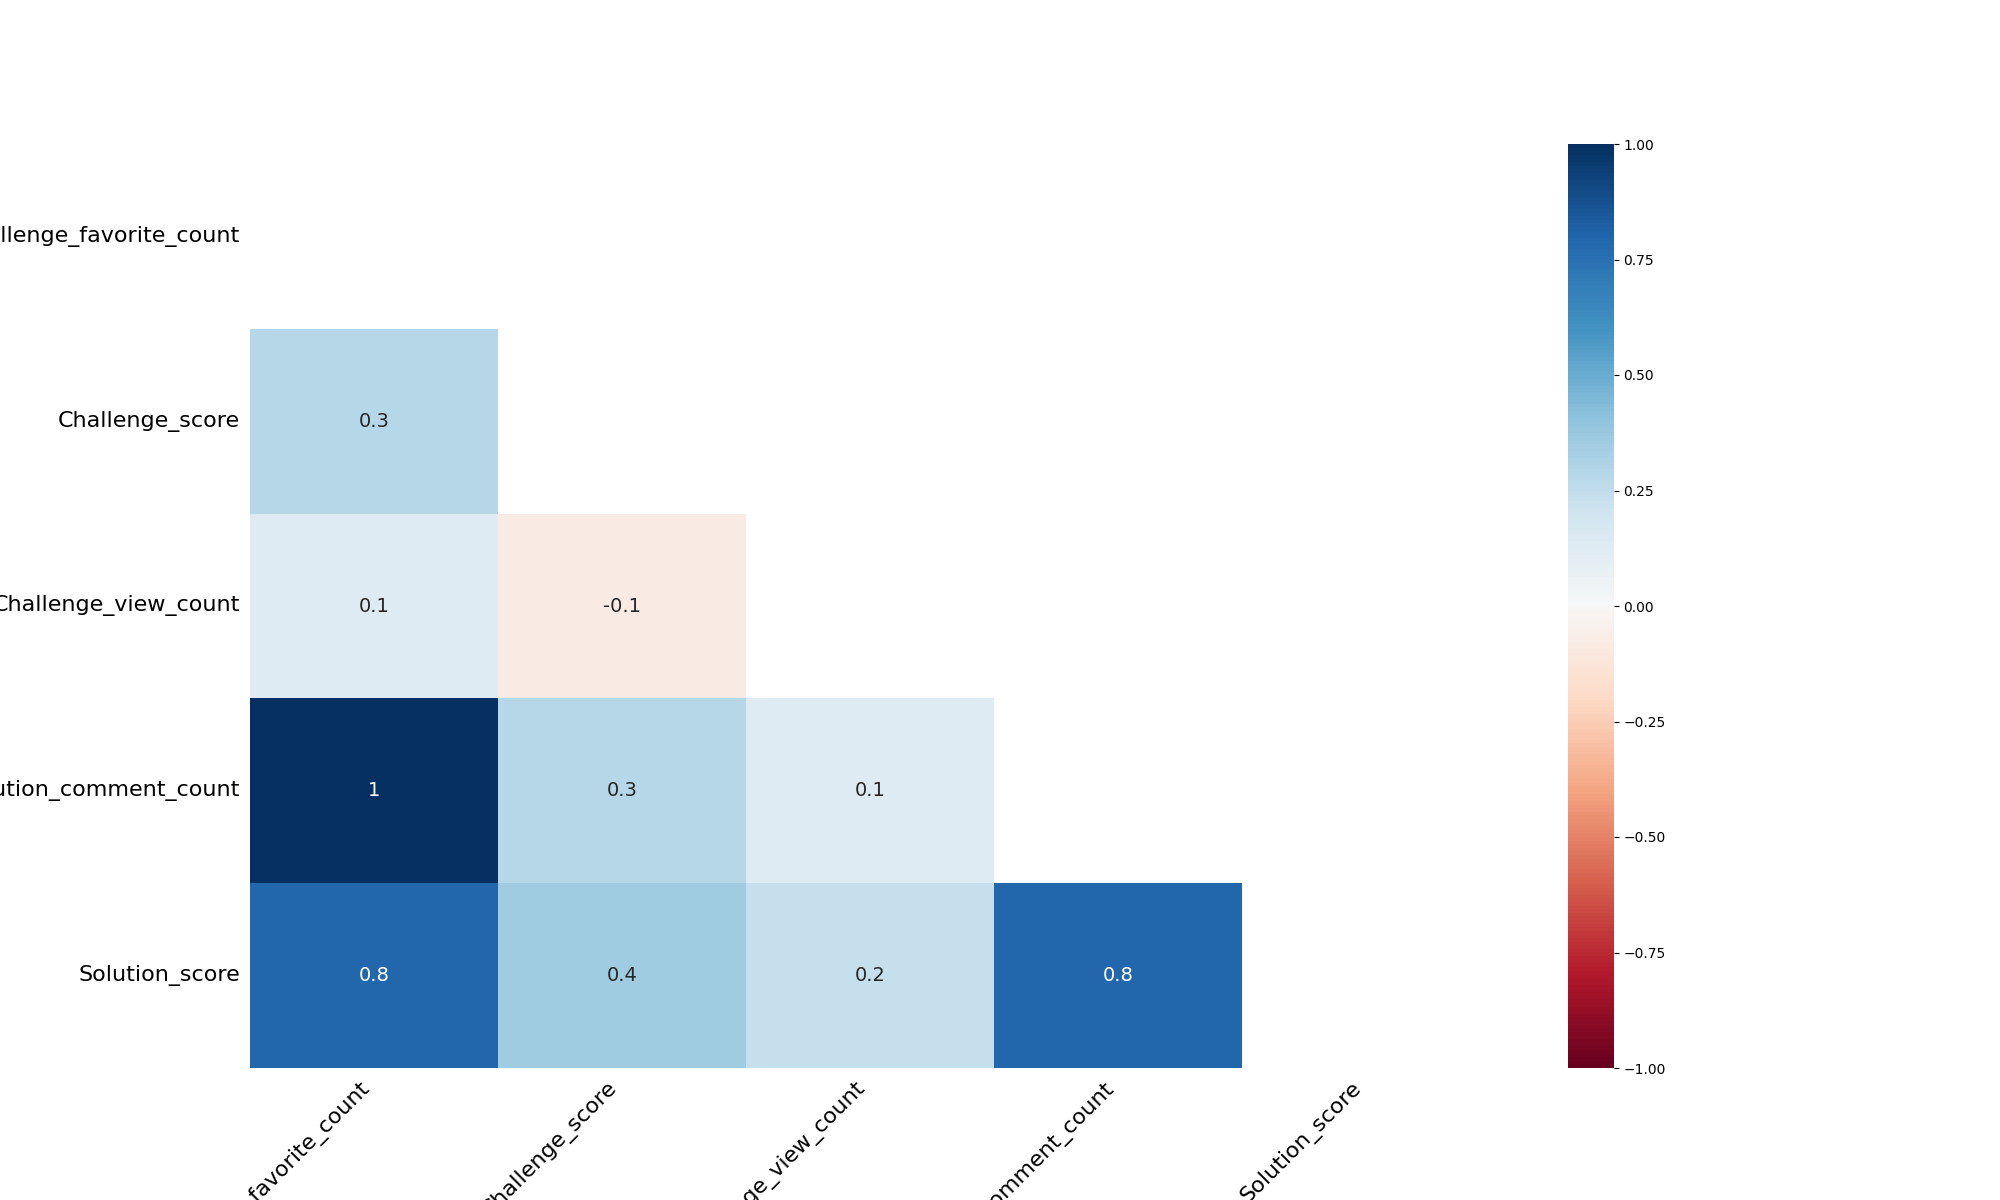 1.00
llenge_favorite_count
0.75
0.50
Challenge_score 0.3
0.25
Challenge_view_count 0.1 -0.1
0.00
−0.25
ution_comment_count 1 0.3 0.1
−0.50
−0.75
Solution_score 0.8 0.4 0.2 0.8
−1.00
favorite_count
hallenge_score
ge_view_count
omment_count
Solution_score